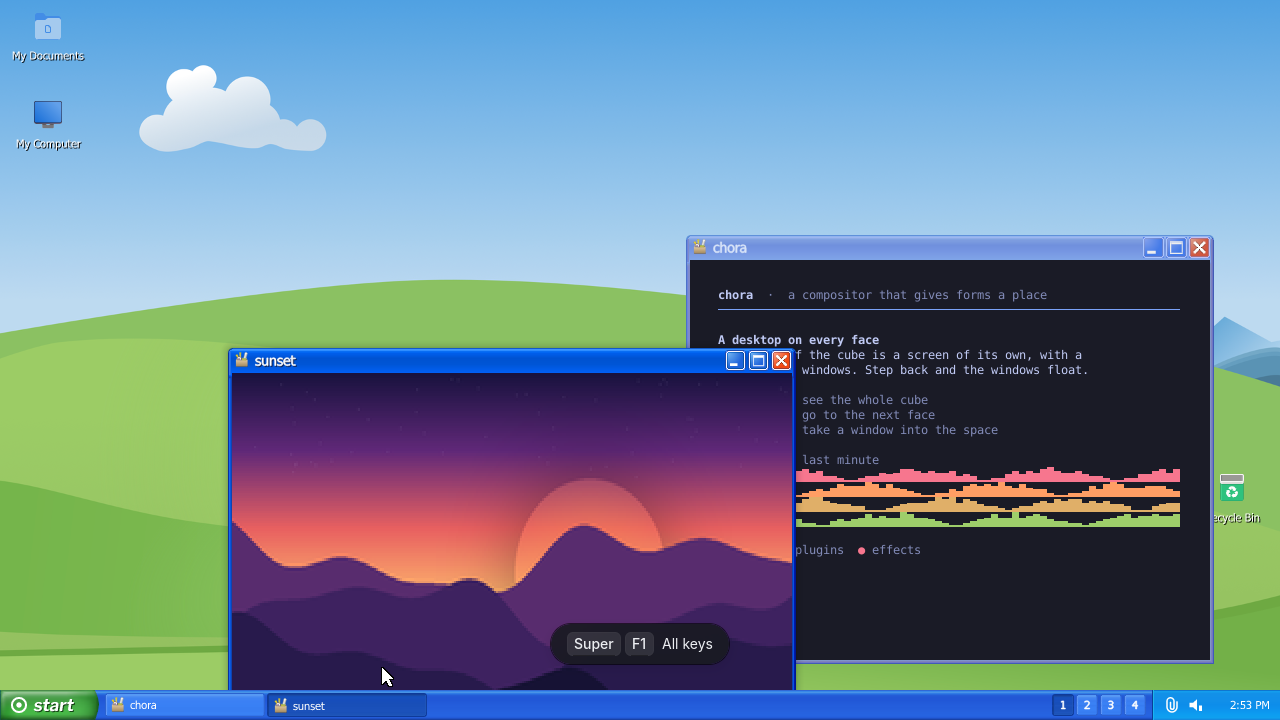 My Documents
My Computer
chora
chora · a compositor that gives forms a place
A desktop on every face
f the cube is a screen of its own, with a
windows. Step back and the windows float.
see the whole cube
go to the next face
take a window into the space
last minute
plugins ● effects
sunset
Super F1 All keys
ecycle Bin
start
chora
sunset
1 2 3 4
2:53 PM